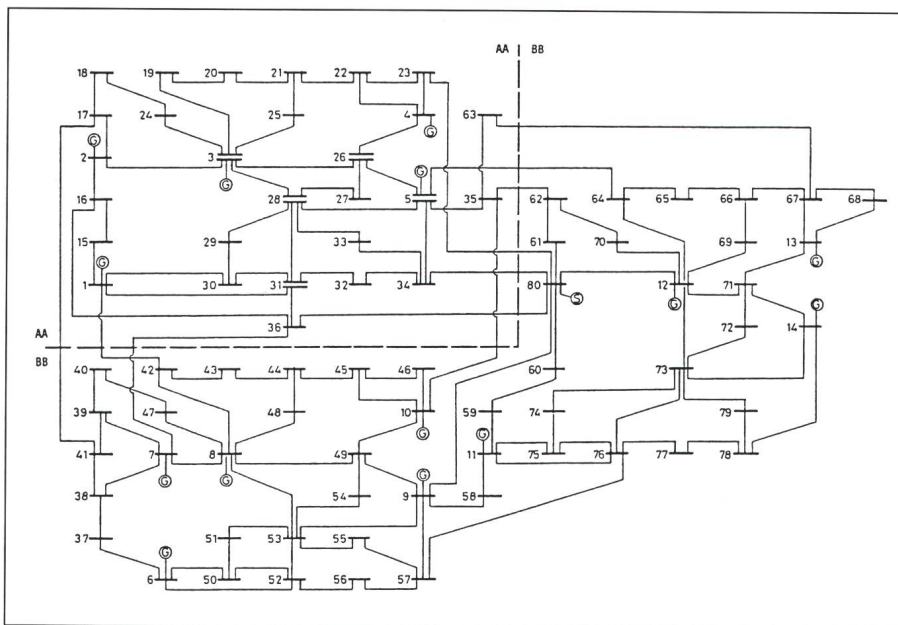 AA BB
18 19 20 21 22 23
17 24 25 4 63
G G
2 3 26 G
G
16 28 27 5 35 62 64 65 66 67 68
15 29 33 61 70 69 13
G G
1 30 31 32 34 80 12 71 G
S G
36 72 14
AA
BB
40 42 43 44 45 46 60 73
39 47 48 10 59 74 79
G G
41 7 8 49 11 75 76 77 78
G G G
38 54 9 58
37 51 53 55
G
6 50 52 56 57